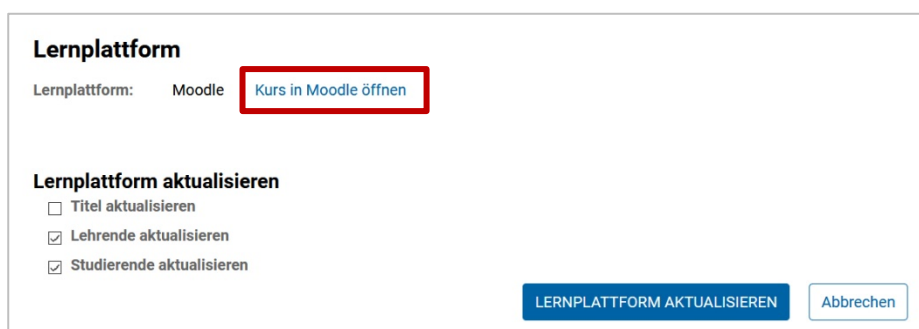 Lernplattform
Lernplattform: Moodle Kurs in Moodle öffnen
Lernplattform aktualisieren
Titel aktualisieren
Lehrende aktualisieren
Studierende aktualisieren
LERNPLATTFORM AKTUALISIEREN Abbrechen